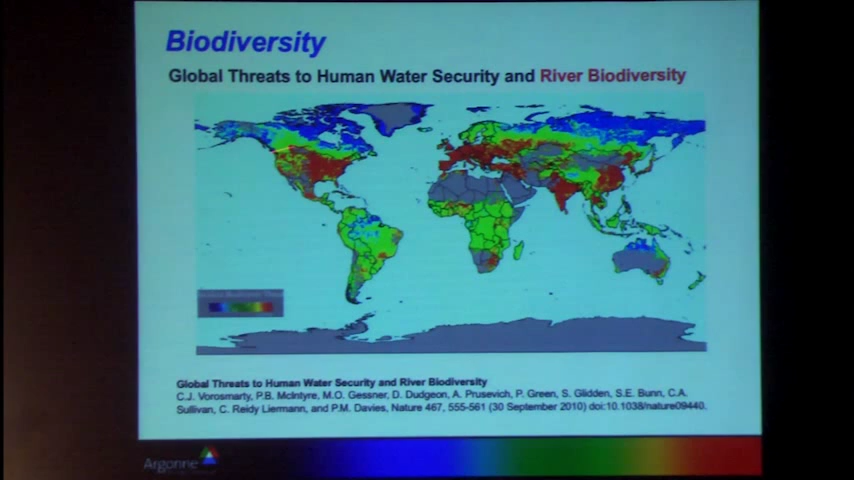 Biodiversity
Global Threats to Human Water Security and River Biodiversity
Global Threats to Human Water Security and River Biodiversity
C.J. Vorosmarty, P.B. McIntyre, M.O. Gessner, D. Dudgeon, A. Prusevich, P. Green, S. Glidden, S.E. Bunn, C.A.
Sullivan, C. Reidy Liermann, and P.M. Davies, Nature 467, 555-561 (30 September 2010) doi:10.1038/nature09440.
Argonne